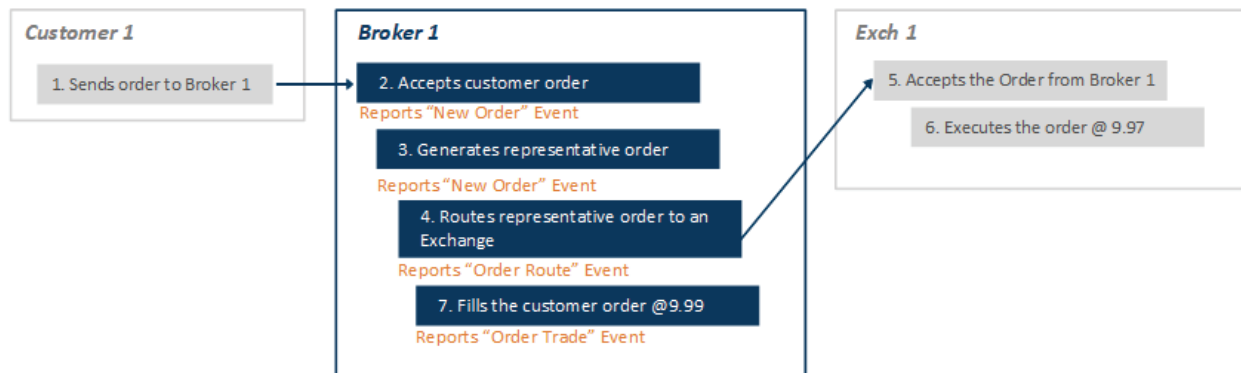 Customer 1
1. Sends order to Broker 1
Broker 1
2. Accepts customer order
Reports "New Order" Event
3. Generates representative order
Reports "New Order" Event
4. Routes representative order to an
Exchange
Reports "Order Route" Event
7. Fills the customer order @9.99
Reports "Order Trade" Event
Exch 1
5. Accepts the Order from Broker 1
6. Executes the order @ 9.97